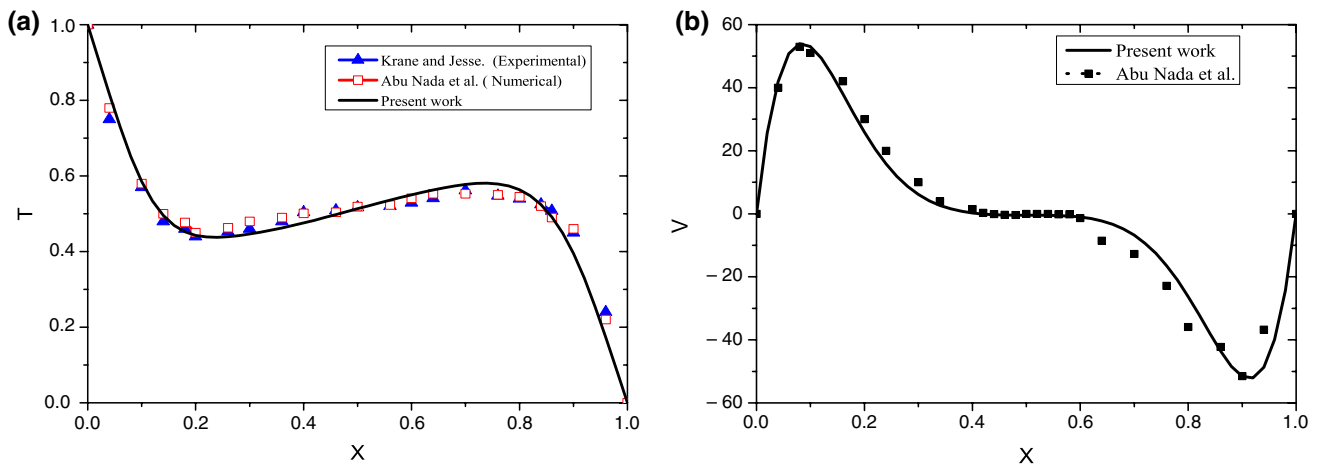 (a)
1.0
0.8
0.6
0.4
0.2
0.0
T
Krane and Jesse. (Experimental)
Abu Nada et al. ( Numerical)
Present work
0.0 0.2 0.4 0.6 0.8 1.0
X
(b)
60
40
20
0
−20
−40
−60
V
Present work
Abu Nada et al.
0.0 0.2 0.4 0.6 0.8 1.0
X